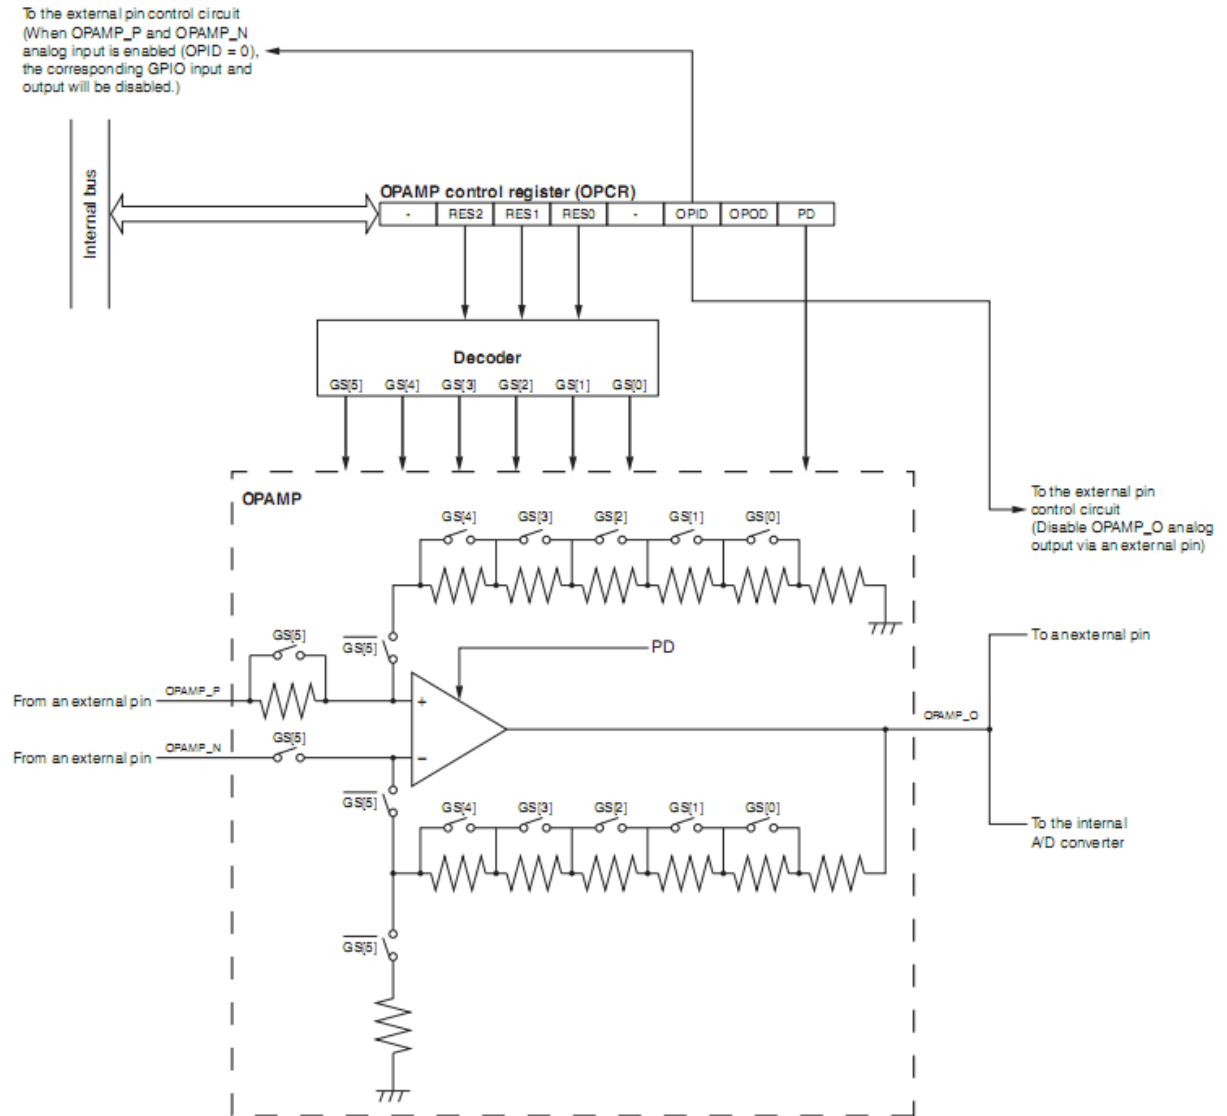 To the external pin control circuit
(When OPAMP_P and OPAMP_N
analog input is enabled (OPID = 0),
the corresponding GPIO input and
output will be disabled.)
Internal bus
OPAMP control register (OPCR)
- RES2 RES1 RES0 - OPID OPOD PD
Decoder
GS[5] GS[4] GS[3] GS[2] GS[1] GS[0]
OPAMP
GS[4] GS[3] GS[2] GS[1] GS[0]
To the external pin
control circuit
(Disable OPAMP_O analog
output via an external pin)
GS[5]
GS[5]
PD
To an external pin
From an external pin
OPAMP_P
+
OPAMP_O
From an external pin
OPAMP_N
GS[5]
-
GS[5]
GS[4] GS[3] GS[2] GS[1] GS[0]
To the internal
A/D converter
GS[5]